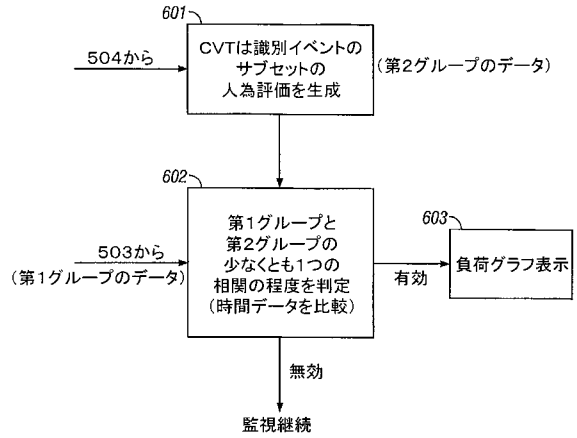 601
504から
CVTは識別イベントの
サブセットの
人為評価を生成
(第2グループのデータ)
602
503から
(第1グループのデータ)
第1グループと
第2グループの
少なくとも1つの
相関の程度を判定
(時間データを比較)
有効
603
負荷グラフ表示
無効
監視継続